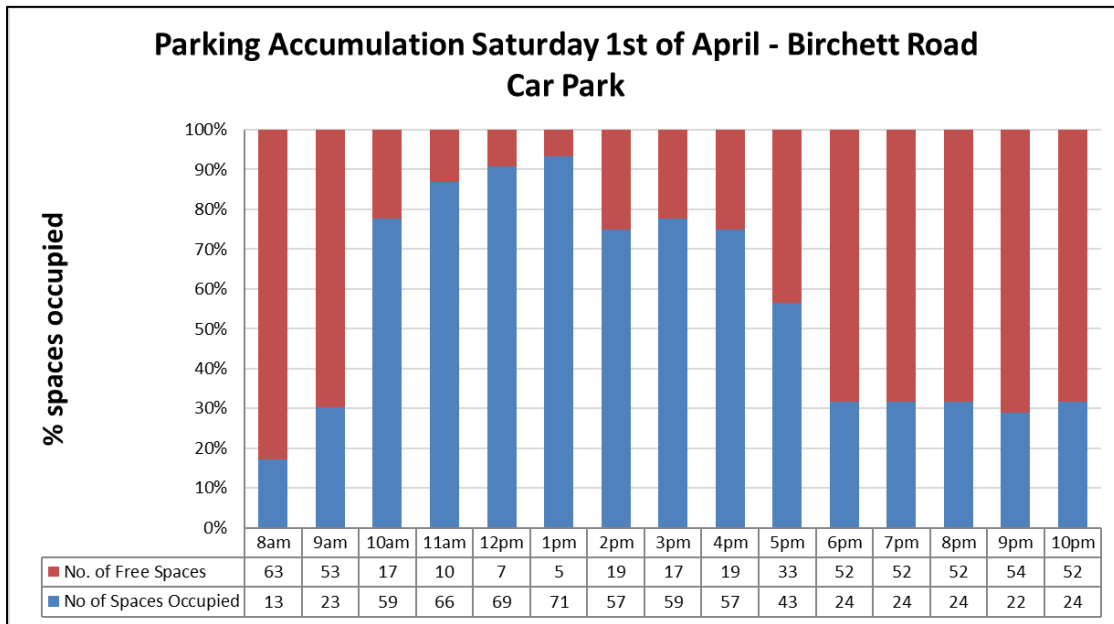 Parking Accumulation Saturday 1st of April - Birchett Road
Car Park
% spaces occupied
100%
90%
80%
70%
60%
50%
40%
30%
20%
10%
0%
8am 9am 10am 11am 12pm 1pm 2pm 3pm 4pm 5pm 6pm 7pm 8pm 9pm 10pm
No. of Free Spaces 63 53 17 10 7 5 19 17 19 33 52 52 52 54 52
No of Spaces Occupied 13 23 59 66 69 71 57 59 57 43 24 24 24 22 24